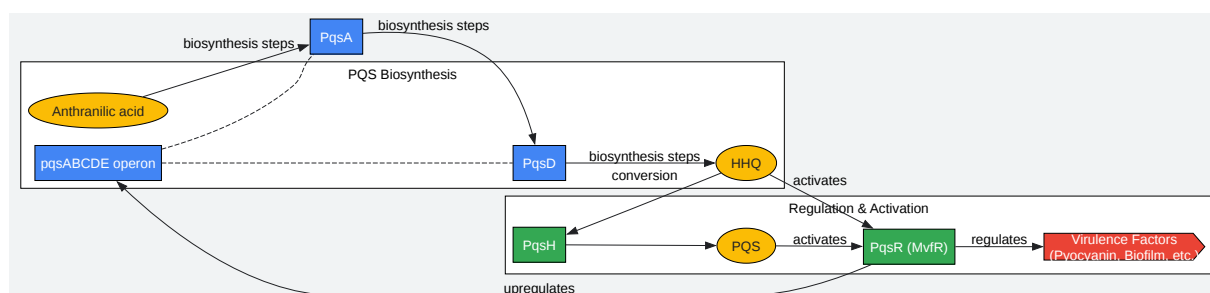 biosynthesis steps
PqsA
biosynthesis steps
PQS Biosynthesis
Anthranilic acid
pqsABCDE operon
PqsD
biosynthesis steps
HHQ
conversion
activates
Regulation & Activation
PqsH
PQS
activates
PqsR (MvfR)
regulates
Virulence Factors
(Pyocyanin, Biofilm, etc.)
upregulates